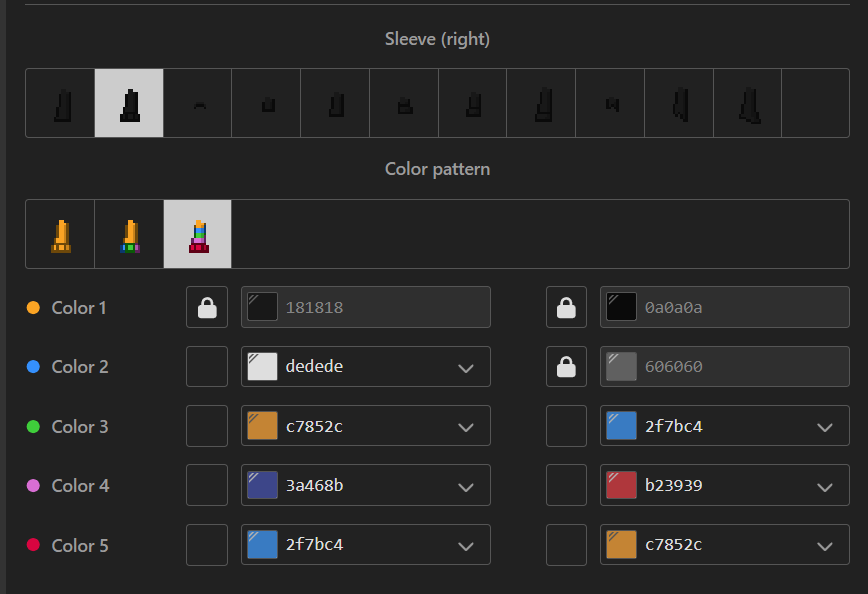 Sleeve (right)
Color pattern
Color 1 181818 0a0a0a
Color 2 dedede 606060
Color 3 c7852c 2f7bc4
Color 4 3a468b b23939
Color 5 2f7bc4 c7852c